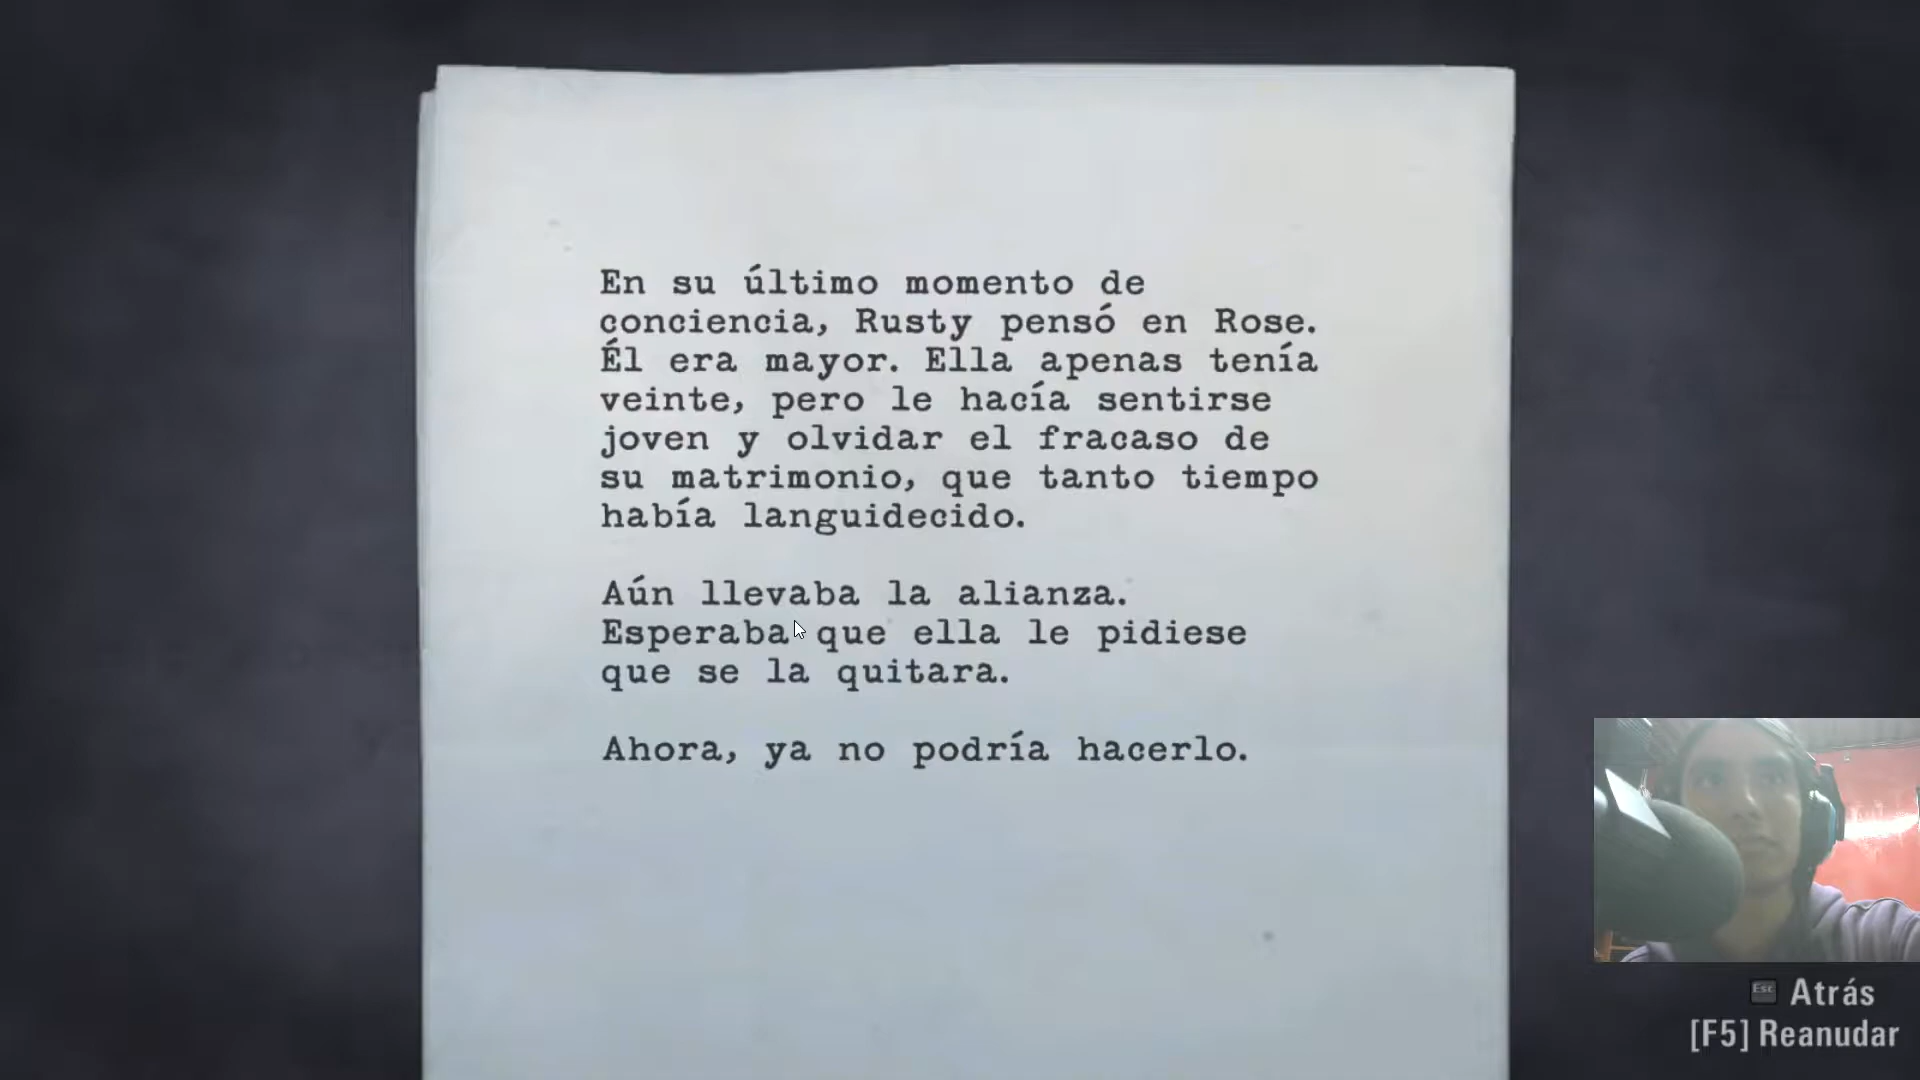 En su último momento de
conciencia, Rusty pensó en Rose.
Él era mayor. Ella apenas tenía
veinte, pero le hacía sentirse
joven y olvidar el fracaso de
su matrimonio, que tanto tiempo
había languidecido.
Aún llevaba la alianza.
Esperaba que ella le pidiese
que se la quitara.
Ahora, ya no podría hacerlo.
Esc Atrás
[F5] Reanudar